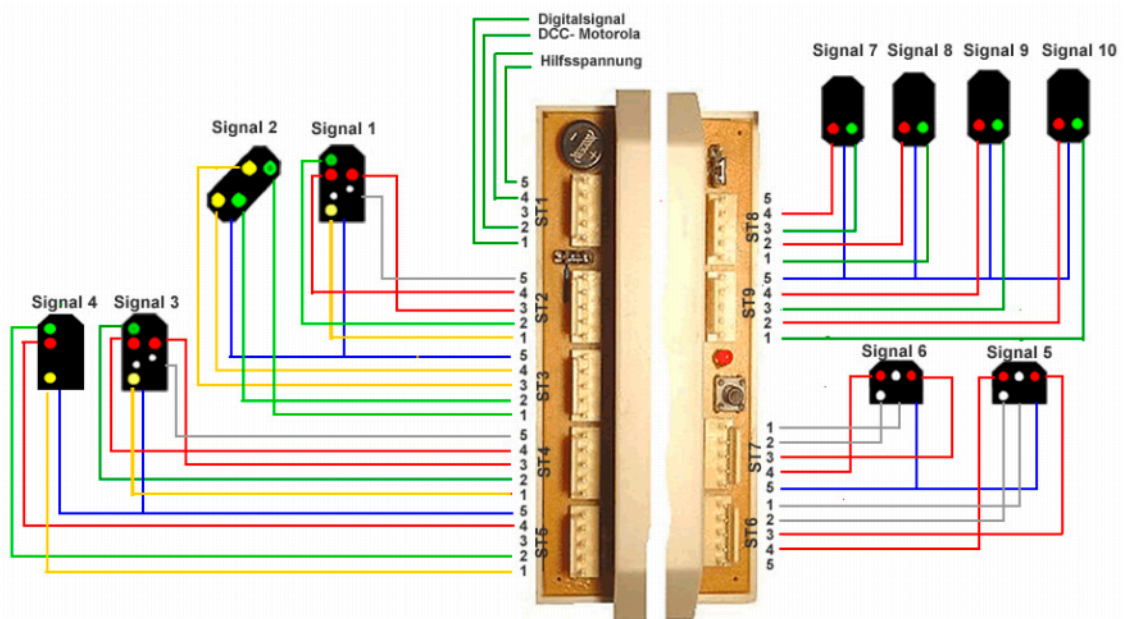 Digitalsignal
DCC- Motorola
Hilfsspannung
Signal 2
Signal 1
Signal 4
Signal 3
5
4
3
2
1
ST1
5
4
3
2
1
ST2
5
4
3
2
1
ST3
5
4
3
2
1
ST4
5
4
3
2
1
ST5
Signal 7
Signal 8
Signal 9
Signal 10
5
4
3
2
1
ST8
5
4
3
2
1
ST9
Signal 6
Signal 5
1
2
3
4
5
ST7
1
2
3
4
5
ST6